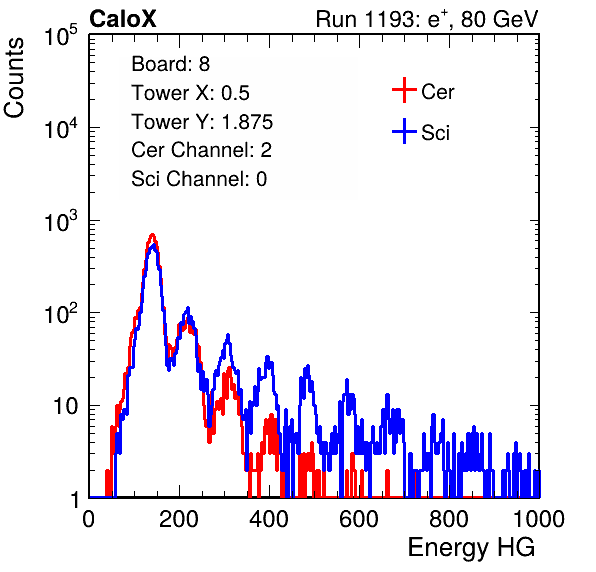 CaloX Run 1193: e⁺, 80 GeV
Counts
10⁵
10⁴
10³
10²
10
1
Board: 8
Tower X: 0.5
Tower Y: 1.875
Cer Channel: 2
Sci Channel: 0
Cer
Sci
0 200 400 600 800 1000
Energy HG